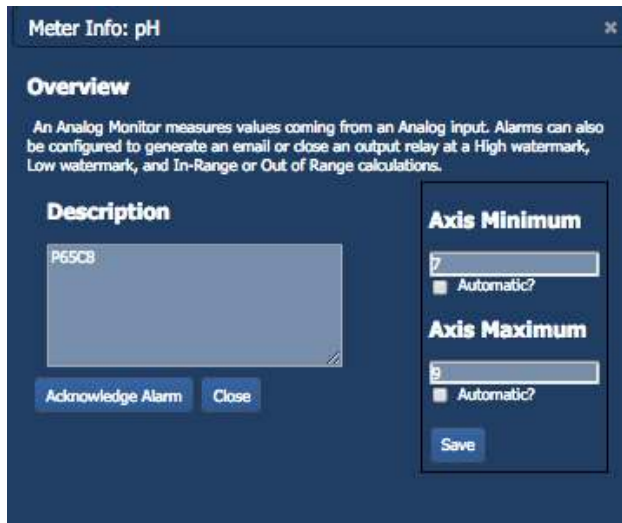 Meter Info: pH
×
Overview
An Analog Monitor measures values coming from an Analog input. Alarms can also
be configured to generate an email or close an output relay at a High watermark,
Low watermark, and In-Range or Out of Range calculations.
Description
P65C8
Acknowledge Alarm
Close
Axis Minimum
7
Automatic?
Axis Maximum
9
Automatic?
Save